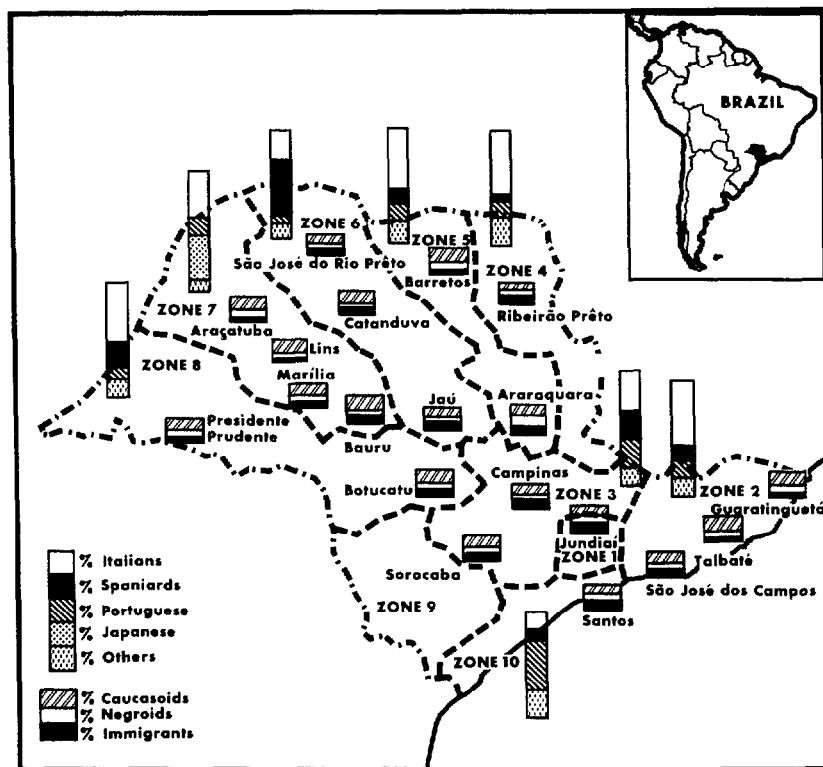 BRAZIL
ZONE 6
São José do Rio Prêto
ZONE 5
Barretos
ZONE 4
Ribeirão Prêto
ZONE 7
Araçatuba
Catanduva
ZONE 8
Lins
Marília
Presidente
Prudente
Bauru
Jaú
Araraquara
Botucatu
Campinas
ZONE 3
Jundiaí
ZONE 1
ZONE 2
Guaratinguetá
Talbaté
São José dos Campos
Santos
Sorocaba
ZONE 9
ZONE 10
% Italians
% Spaniards
% Portuguese
% Japanese
% Others
% Caucasoids
% Negroids
% Immigrants